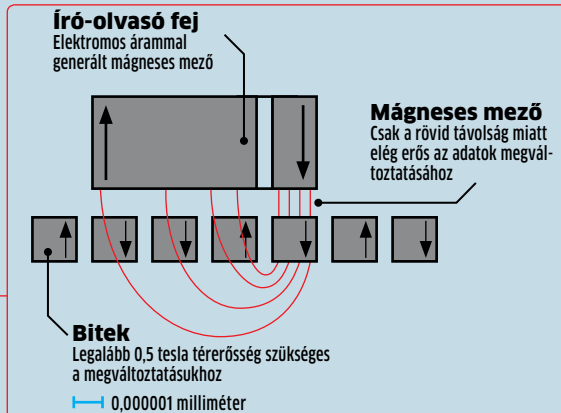 Író-olvasó fej
Elektromos árammal
generált mágneses mező
Mágneses mező
Csak a rövid távolság miatt
elég erős az adatok megvál-
toztatásához
Bitek
Legalább 0,5 tesla térerősség szükséges
a megváltoztatásukhoz
0,000001 milliméter